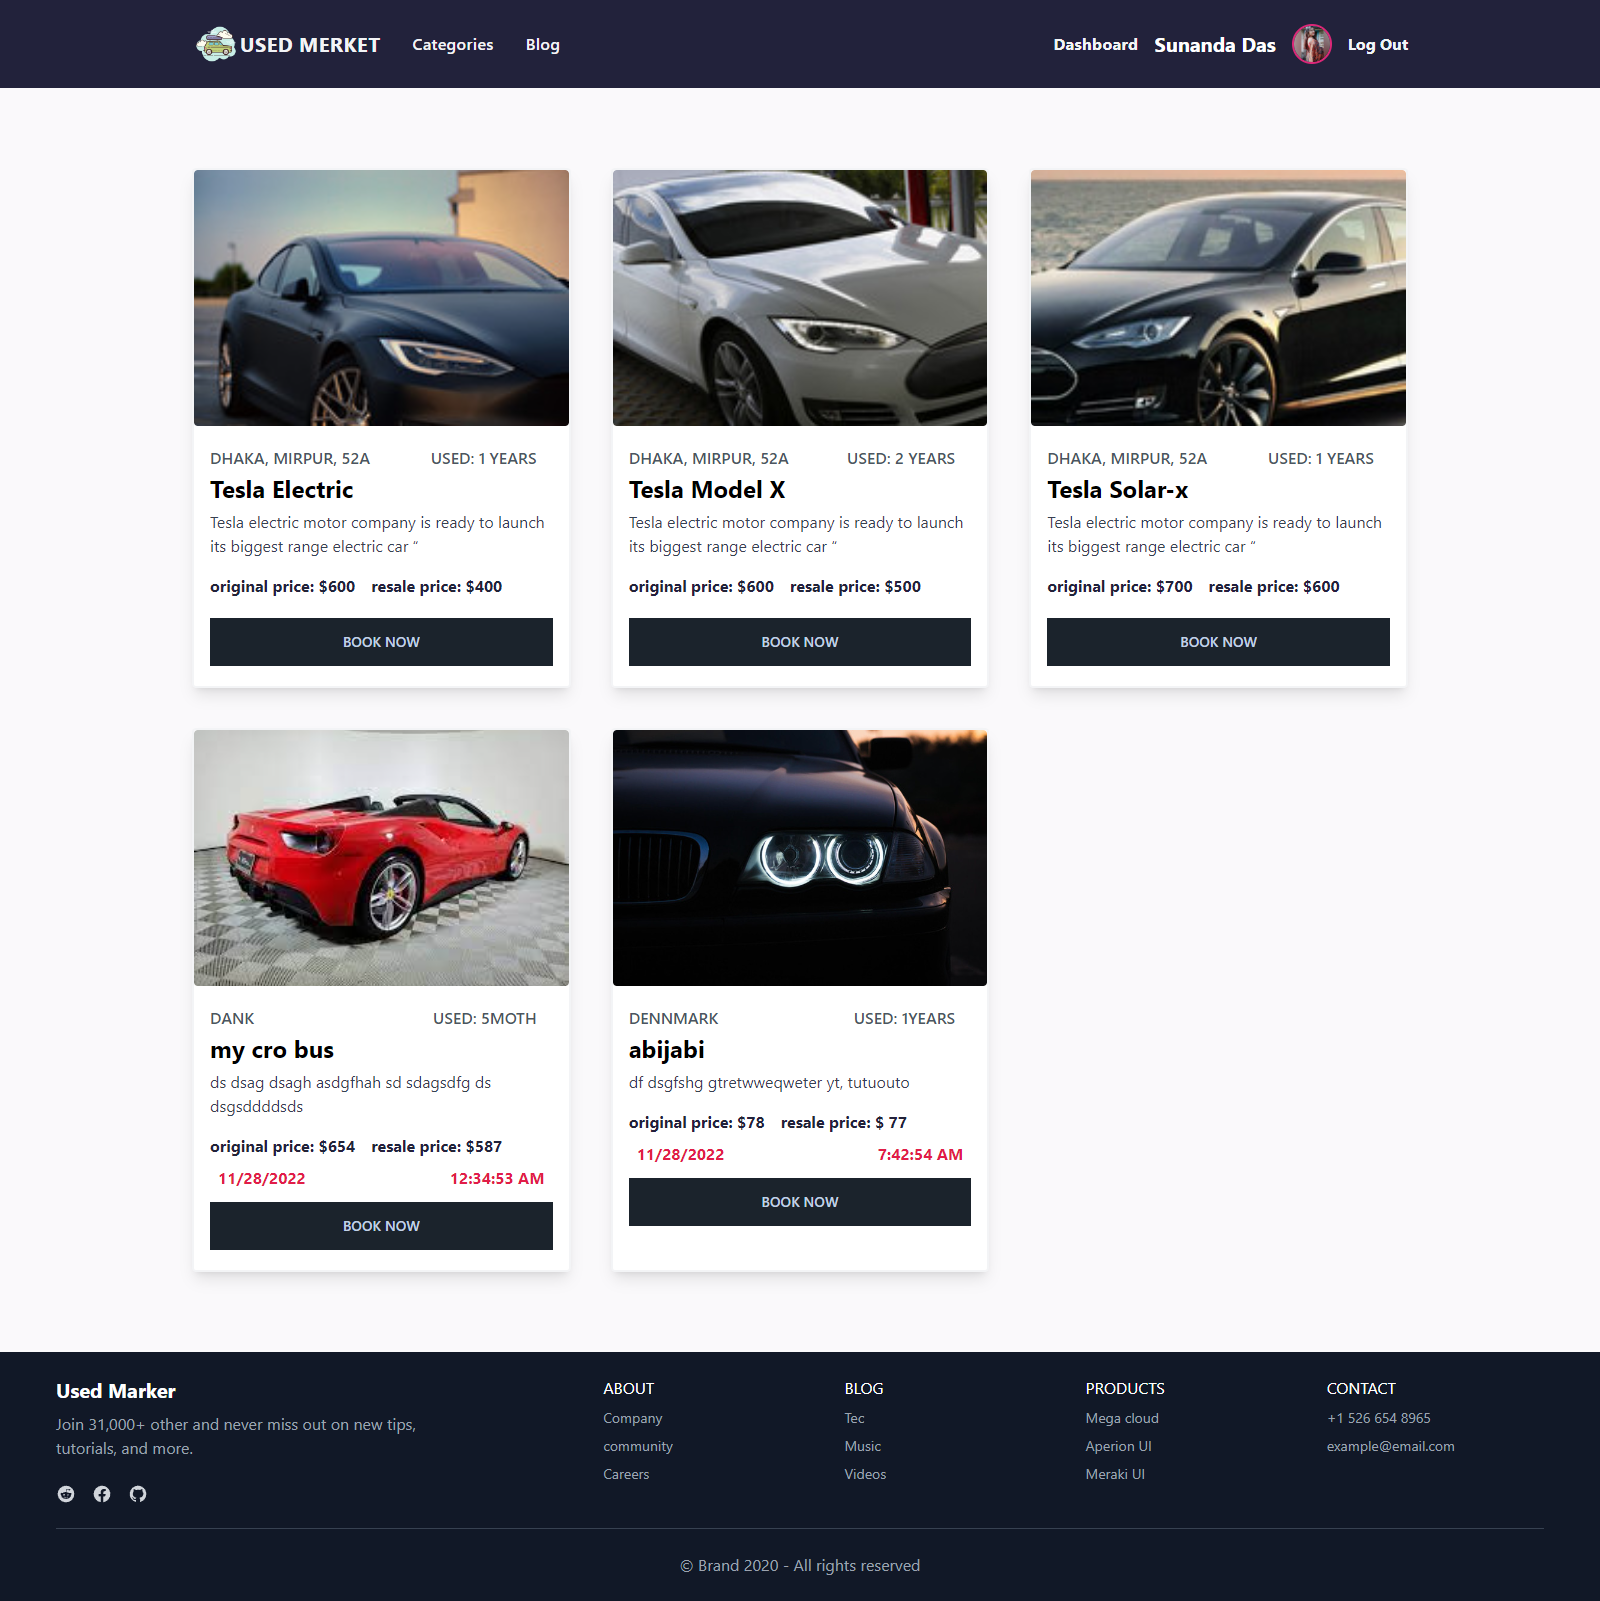 USED MERKET
Categories
Blog
Dashboard
Sunanda Das
Log Out
DHAKA, MIRPUR, 52A
USED: 1 YEARS
Tesla Electric
Tesla electric motor company is ready to launch
its biggest range electric car “
original price: $600
resale price: $400
BOOK NOW
DHAKA, MIRPUR, 52A
USED: 2 YEARS
Tesla Model X
Tesla electric motor company is ready to launch
its biggest range electric car “
original price: $600
resale price: $500
BOOK NOW
DHAKA, MIRPUR, 52A
USED: 1 YEARS
Tesla Solar-x
Tesla electric motor company is ready to launch
its biggest range electric car “
original price: $700
resale price: $600
BOOK NOW
DANK
USED: 5MOTH
my cro bus
ds dsag dsagh asdgfhah sd sdagsdfg ds
dsgsddddsds
original price: $654
resale price: $587
11/28/2022
12:34:53 AM
BOOK NOW
DENNMARK
USED: 1YEARS
abijabi
df dsgfshg gtretwweqweter yt, tutuouto
original price: $78
resale price: $ 77
11/28/2022
7:42:54 AM
BOOK NOW
Used Marker
Join 31,000+ other and never miss out on new tips,
tutorials, and more.
ABOUT
Company
community
Careers
BLOG
Tec
Music
Videos
PRODUCTS
Mega cloud
Aperion UI
Meraki UI
CONTACT
+1 526 654 8965
example@email.com
© Brand 2020 - All rights reserved